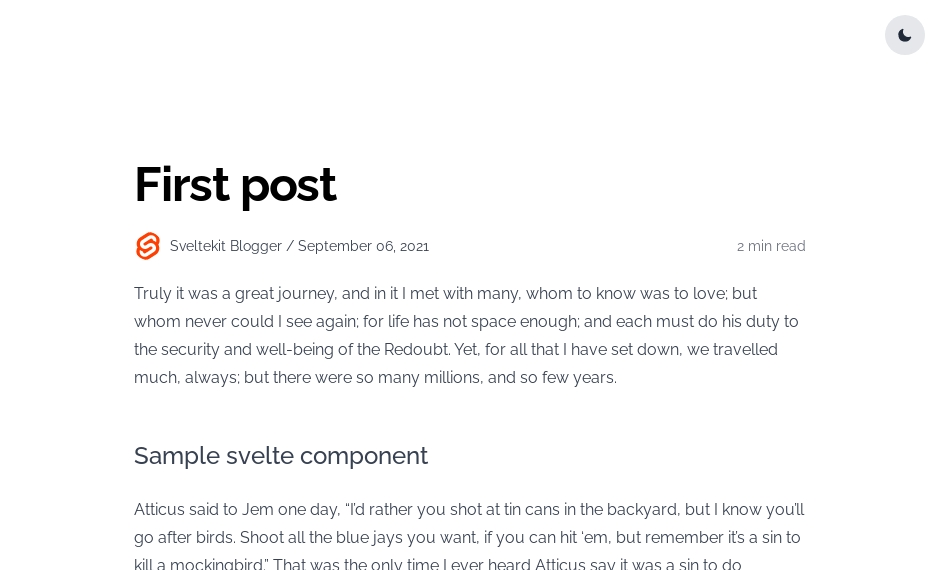 First post
Sveltekit Blogger / September 06, 2021
2 min read
Truly it was a great journey, and in it I met with many, whom to know was to love; but
whom never could I see again; for life has not space enough; and each must do his duty to
the security and well-being of the Redoubt. Yet, for all that I have set down, we travelled
much, always; but there were so many millions, and so few years.
Sample svelte component
Atticus said to Jem one day, “I’d rather you shot at tin cans in the backyard, but I know you’ll
go after birds. Shoot all the blue jays you want, if you can hit ‘em, but remember it’s a sin to
kill a mockingbird.” That was the only time I ever heard Atticus say it was a sin to do